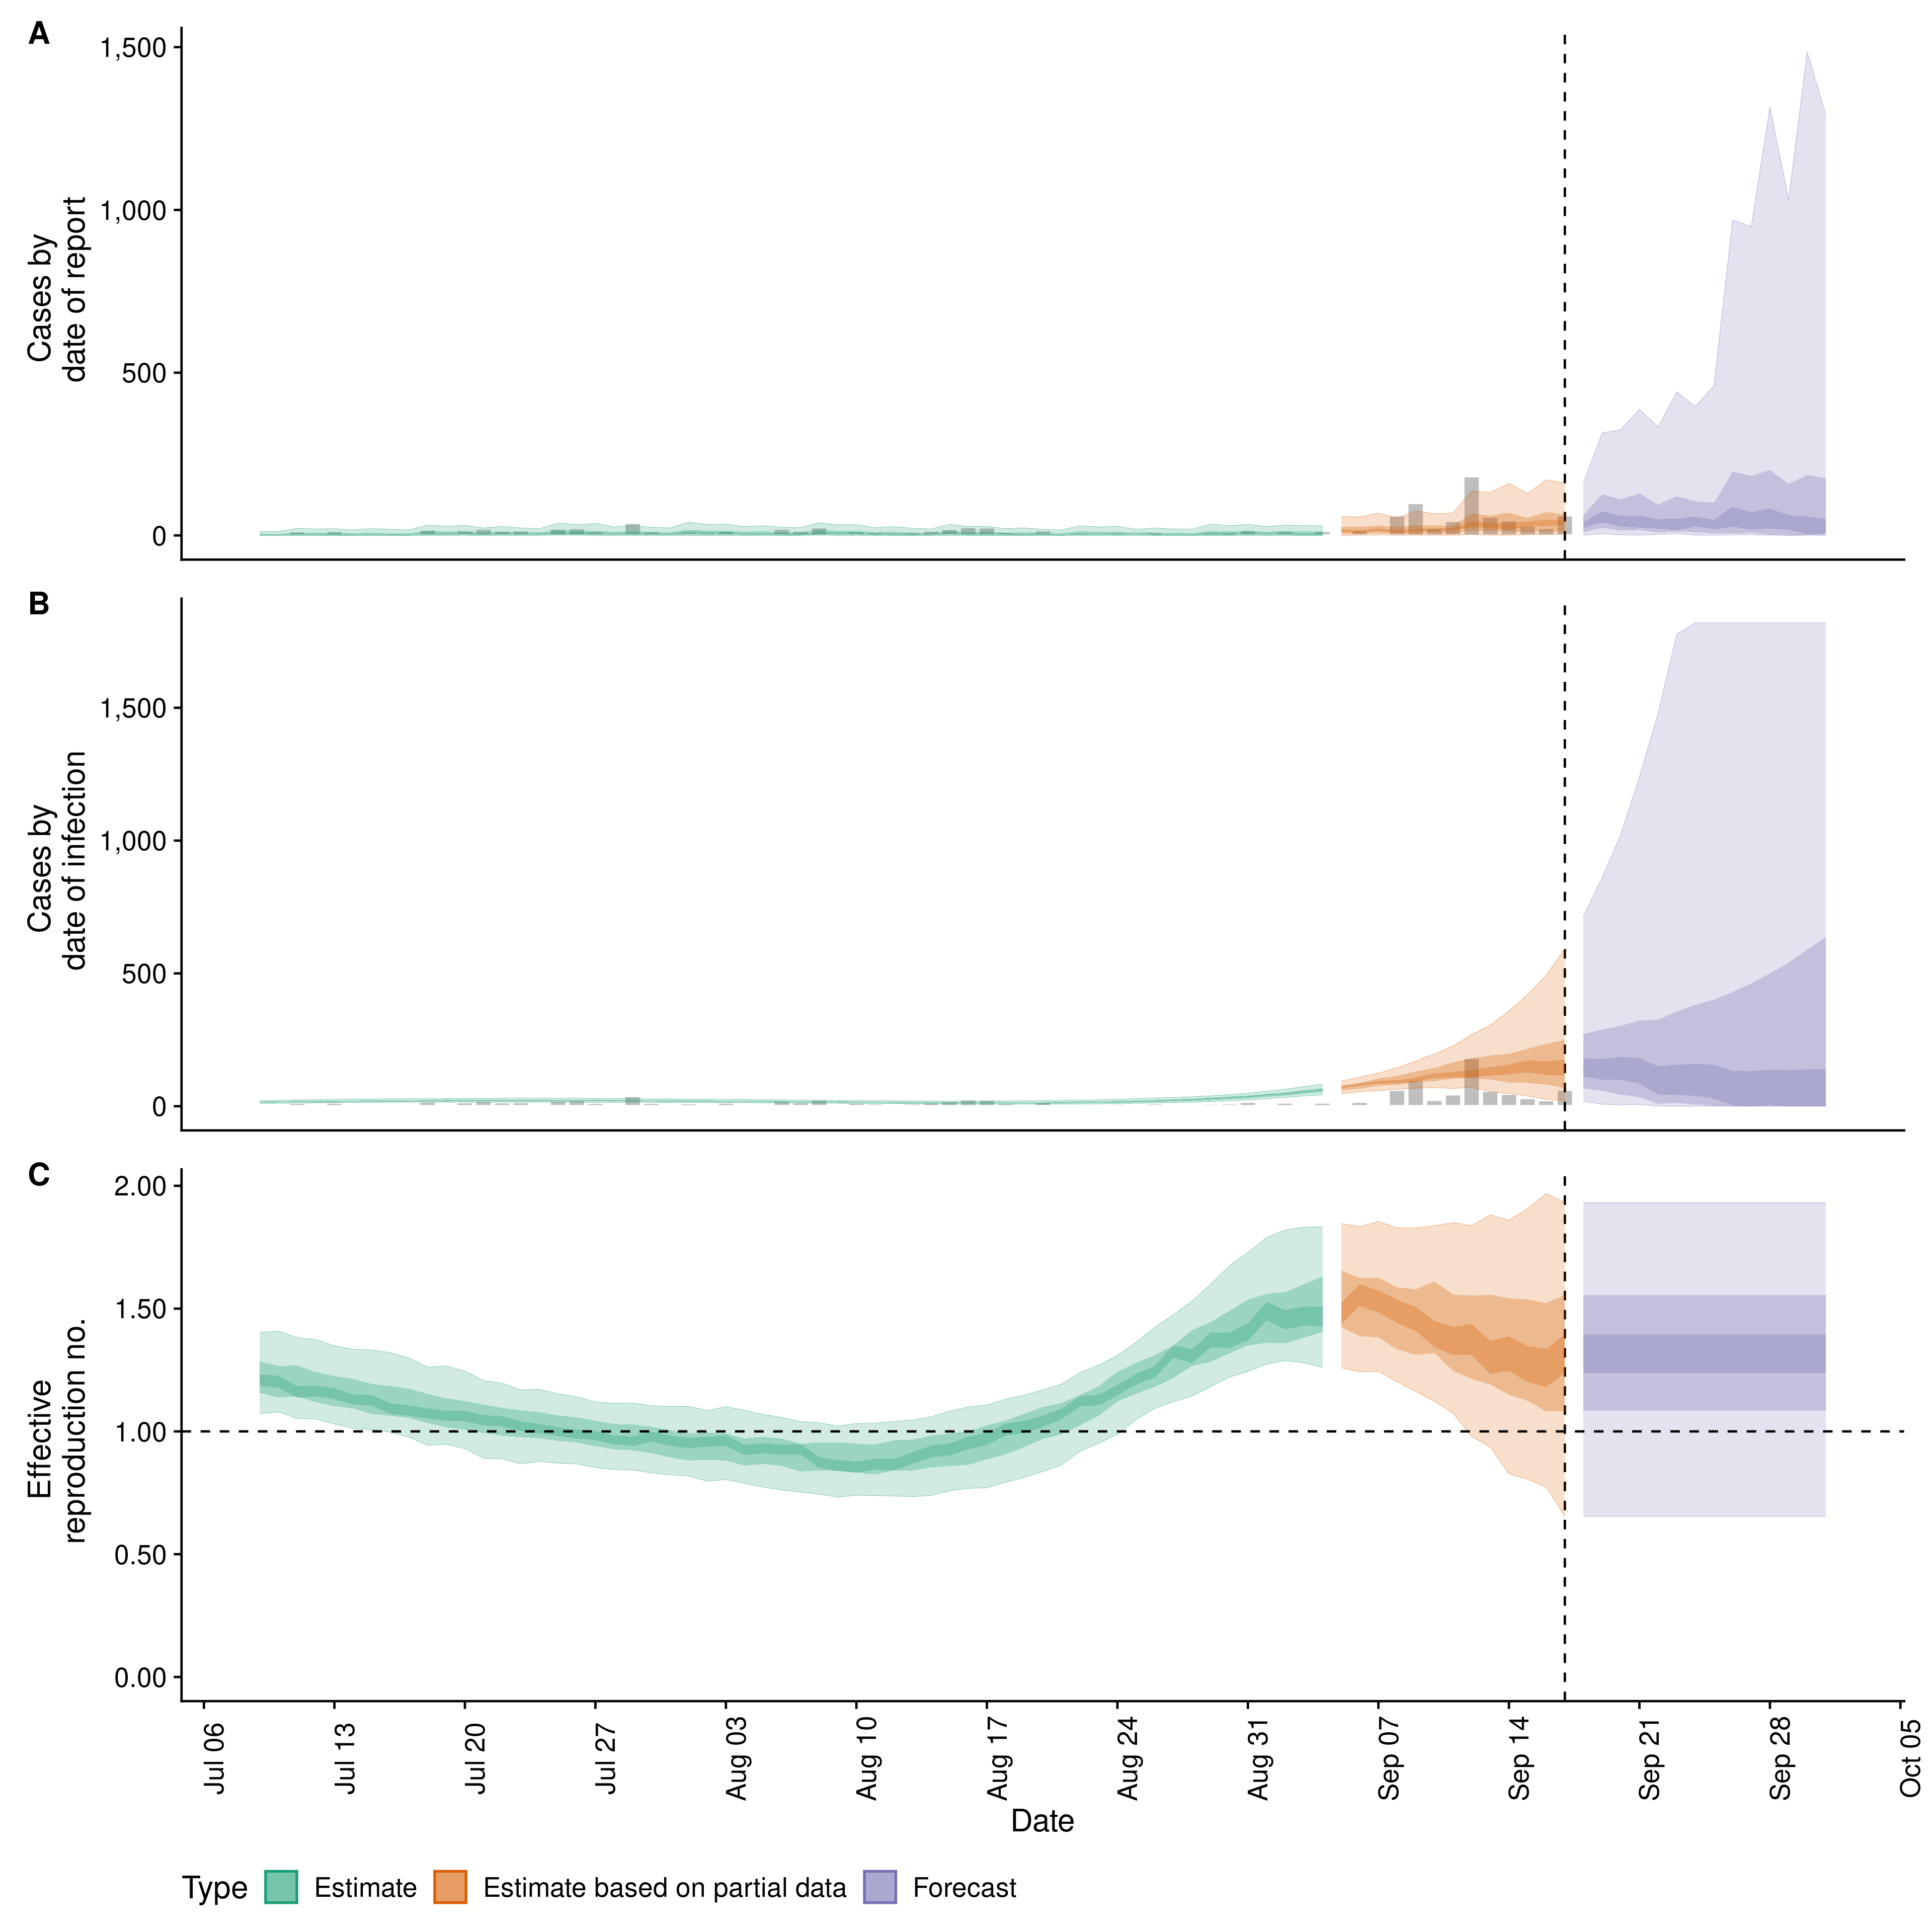 A
Cases by
date of report
1,500
1,000
500
0
B
Cases by
date of infection
1,500
1,000
500
0
C
Effective
reproduction no.
2.00
1.50
1.00
0.50
0.00
Jul 06
Jul 13
Jul 20
Jul 27
Aug 03
Aug 10
Aug 17
Aug 24
Aug 31
Sep 07
Sep 14
Sep 21
Sep 28
Oct 05
Date
Type Estimate Estimate based on partial data Forecast